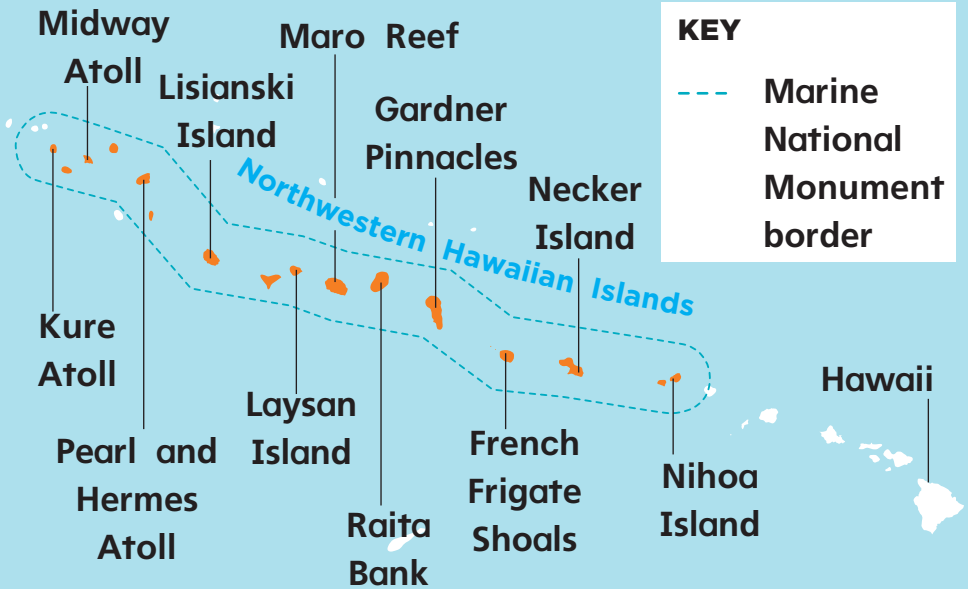 Midway
Atoll
Lisianski
Island
Maro Reef
Gardner
Pinnacles
Necker
Island
KEY
Marine
National
Monument
border
Northwestern Hawaiian Islands
Kure
Atoll
Pearl and
Hermes
Atoll
Laysan
Island
Raita
Bank
French
Frigate
Shoals
Nihoa
Island
Hawaii